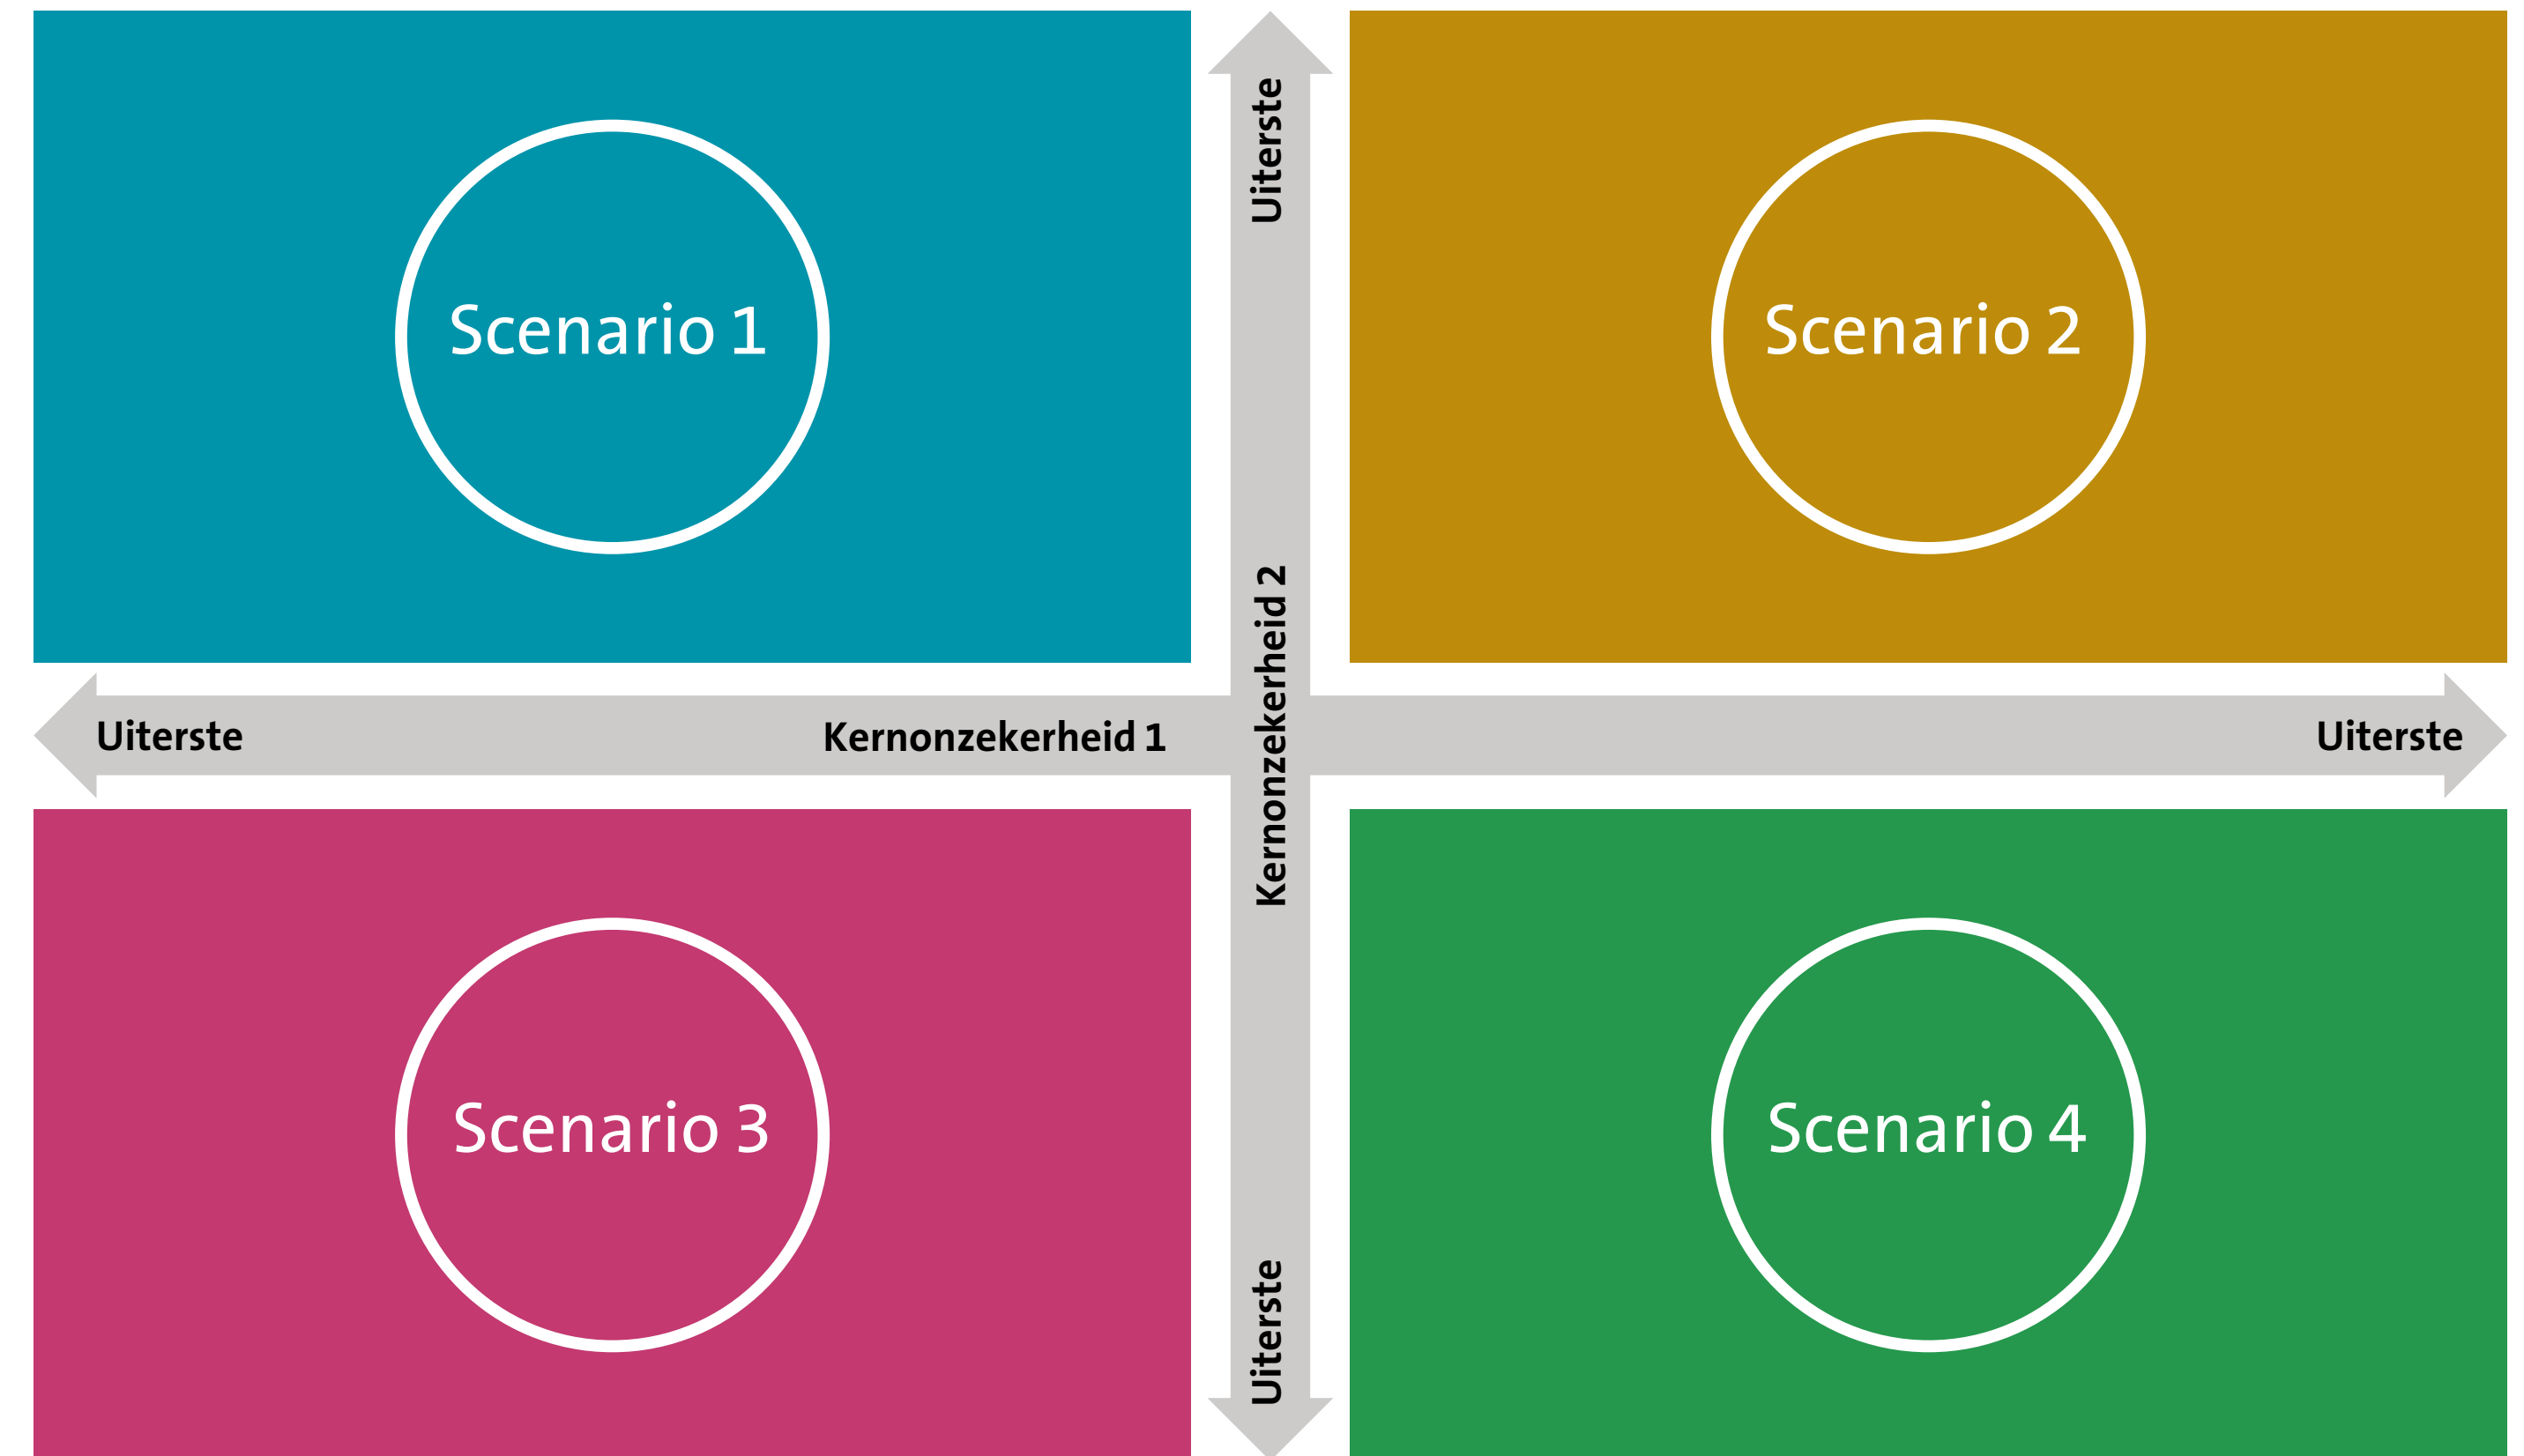 Uiterste
Scenario 1
Scenario 2
Kernonzekerheid 2
Uiterste
Kernonzekerheid 1
Uiterste
Scenario 3
Scenario 4
Uiterste